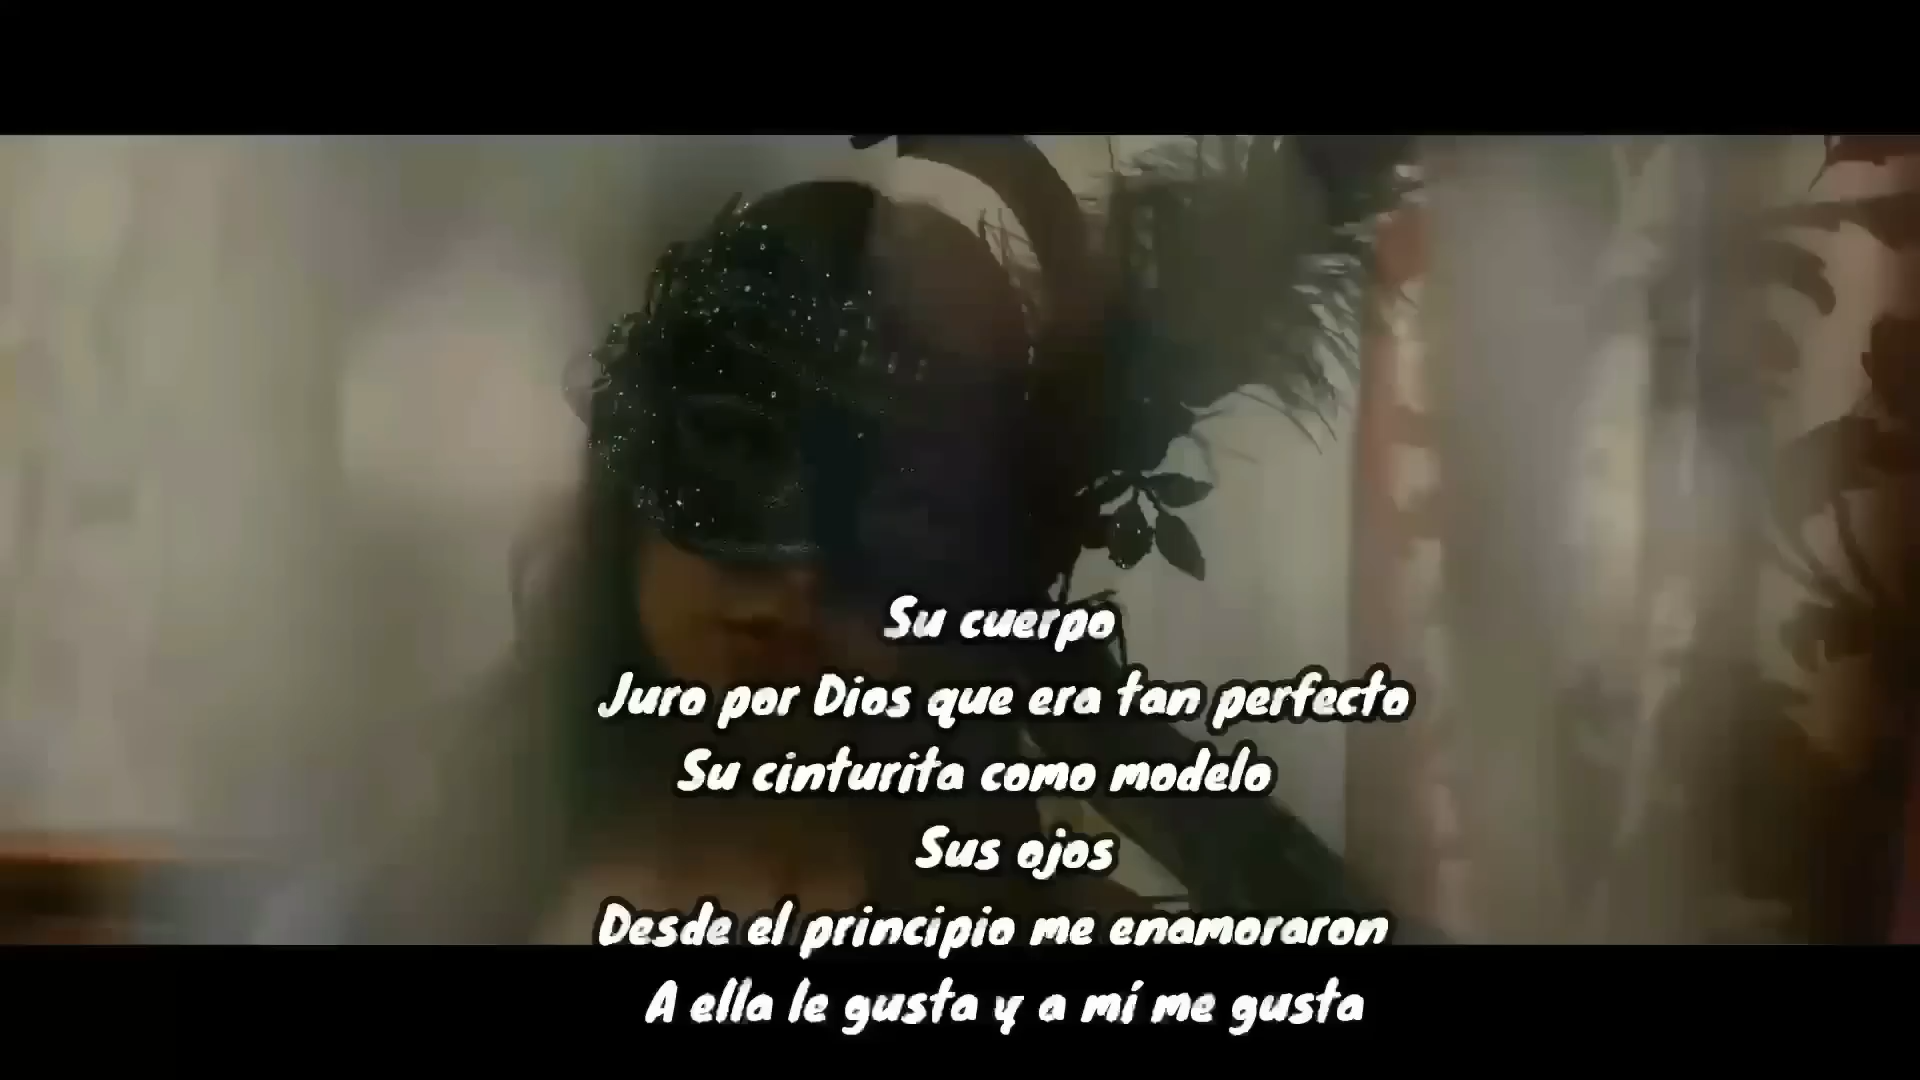 Su cuerpo
Juro por Dios que era tan perfecto
Su cinturita como modelo
Sus ojos
Desde el principio me enamoraron
A ella le gusta y a mí me gusta